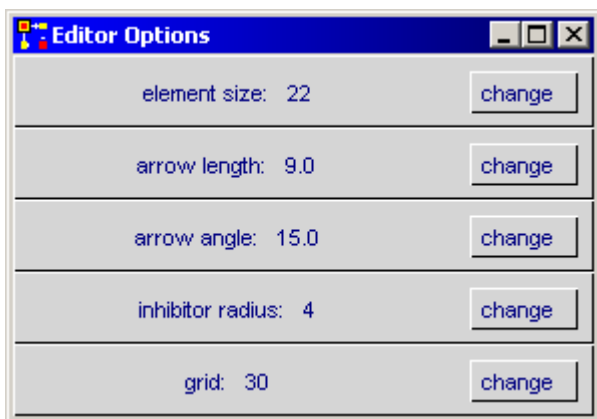 Editor Options
element size: 22 change
arrow length: 9.0 change
arrow angle: 15.0 change
inhibitor radius: 4 change
grid: 30 change